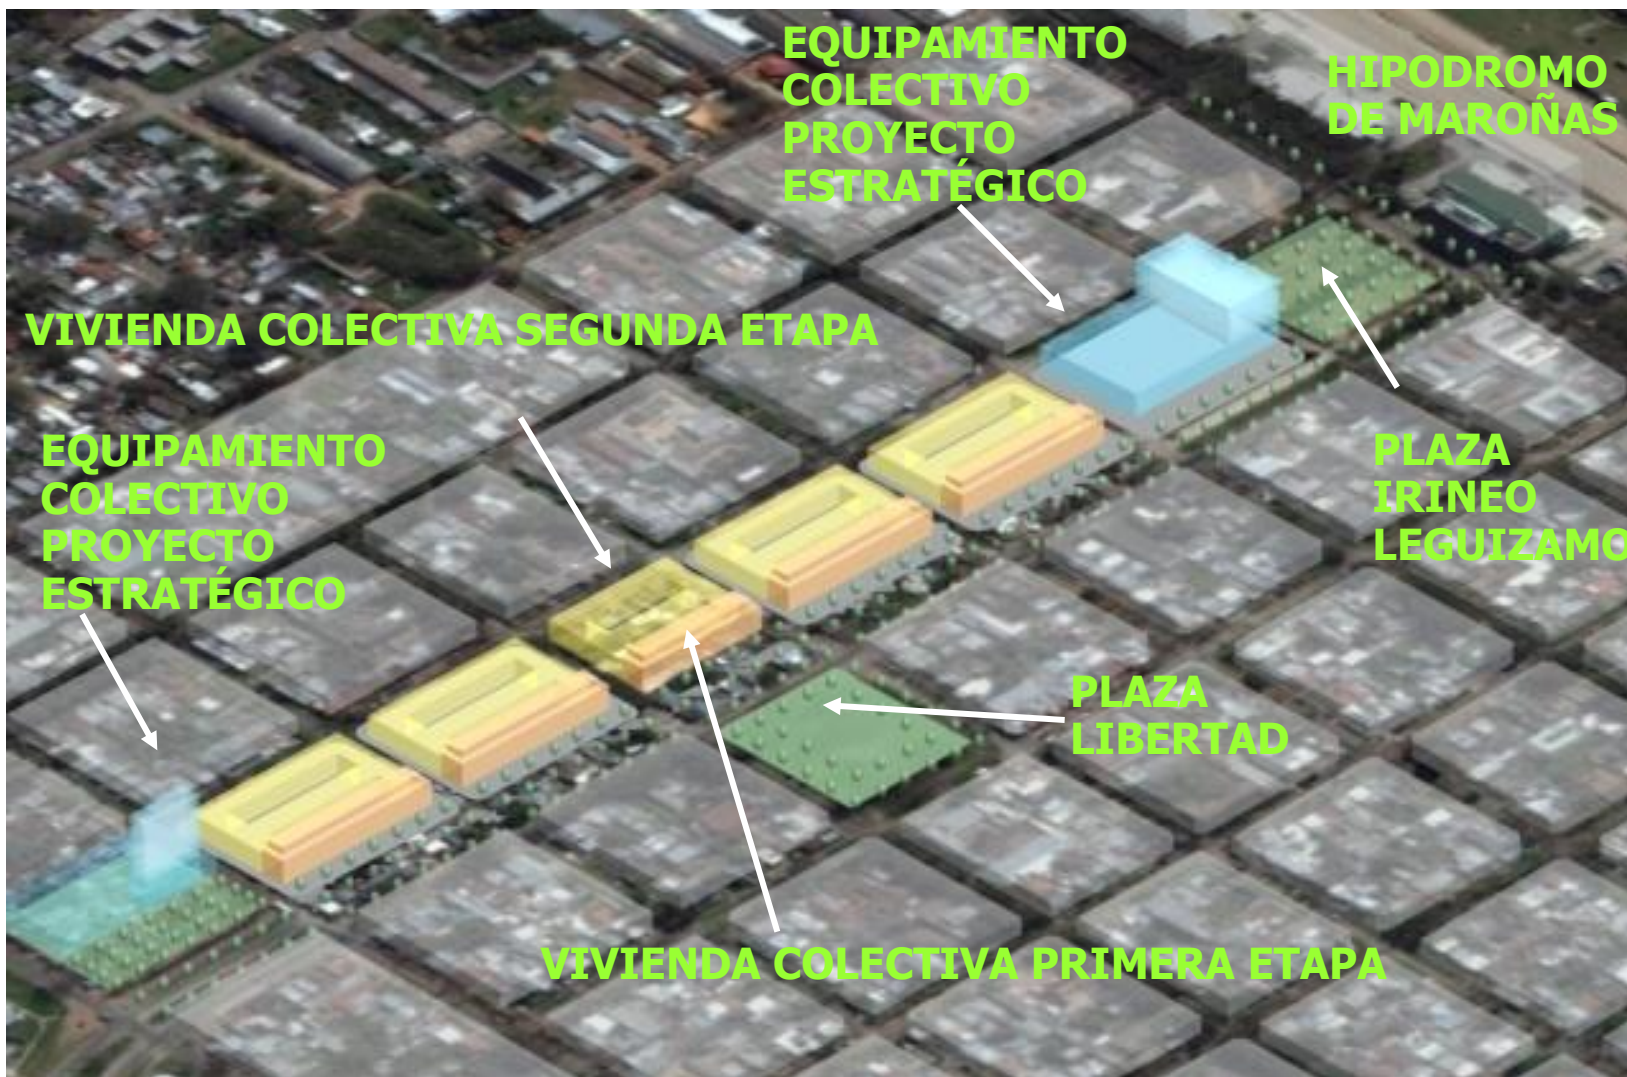 EQUIPAMIENTO
COLECTIVO
PROYECTO
ESTRATÉGICO
HIPODROMO
DE MAROÑAS
VIVIENDA COLECTIVA SEGUNDA ETAPA
EQUIPAMIENTO
COLECTIVO
PROYECTO
ESTRATÉGICO
PLAZA
IRINEO
LEGUIZAMO
PLAZA
LIBERTAD
VIVIENDA COLECTIVA PRIMERA ETAPA